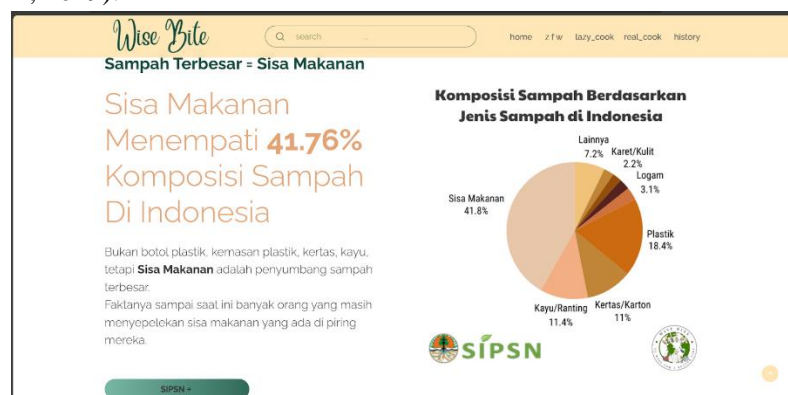 Wise Bite
search ...
home z f w lazy_cook real_cook history
Sampah Terbesar = Sisa Makanan
Sisa Makanan
Menempati 41.76%
Komposisi Sampah
Di Indonesia
Bukan botol plastik, kemasan plastik, kertas, kayu,
tetapi Sisa Makanan adalah penyumbang sampah
terbesar.
Faktanya sampai saat ini banyak orang yang masih
menyepelekan sisa makanan yang ada di piring
mereka.
SIPSN
Komposisi Sampah Berdasarkan
Jenis Sampah di Indonesia
Lainnya
7.2%
Karet/Kulit
2.2%
Logam
3.1%
Plastik
18.4%
Kertas/Karton
11%
Kayu/Ranting
11.4%
Sisa Makanan
41.8%
SIPSN